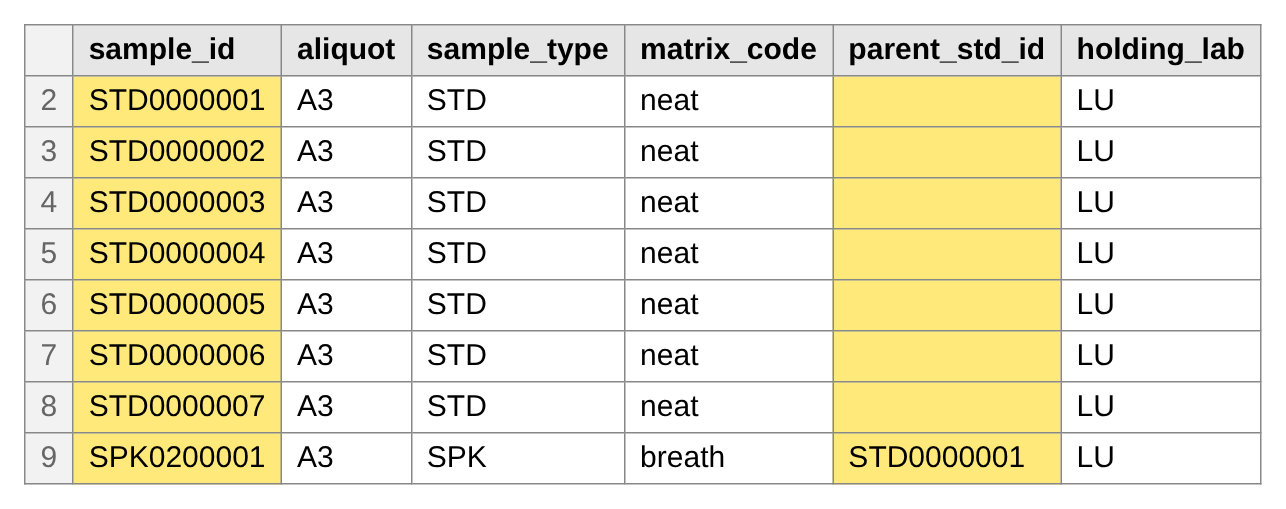 sample_id aliquot sample_type matrix_code parent_std_id holding_lab
2 STD0000001 A3 STD neat LU
3 STD0000002 A3 STD neat LU
4 STD0000003 A3 STD neat LU
5 STD0000004 A3 STD neat LU
6 STD0000005 A3 STD neat LU
7 STD0000006 A3 STD neat LU
8 STD0000007 A3 STD neat LU
9 SPK0200001 A3 SPK breath STD0000001 LU